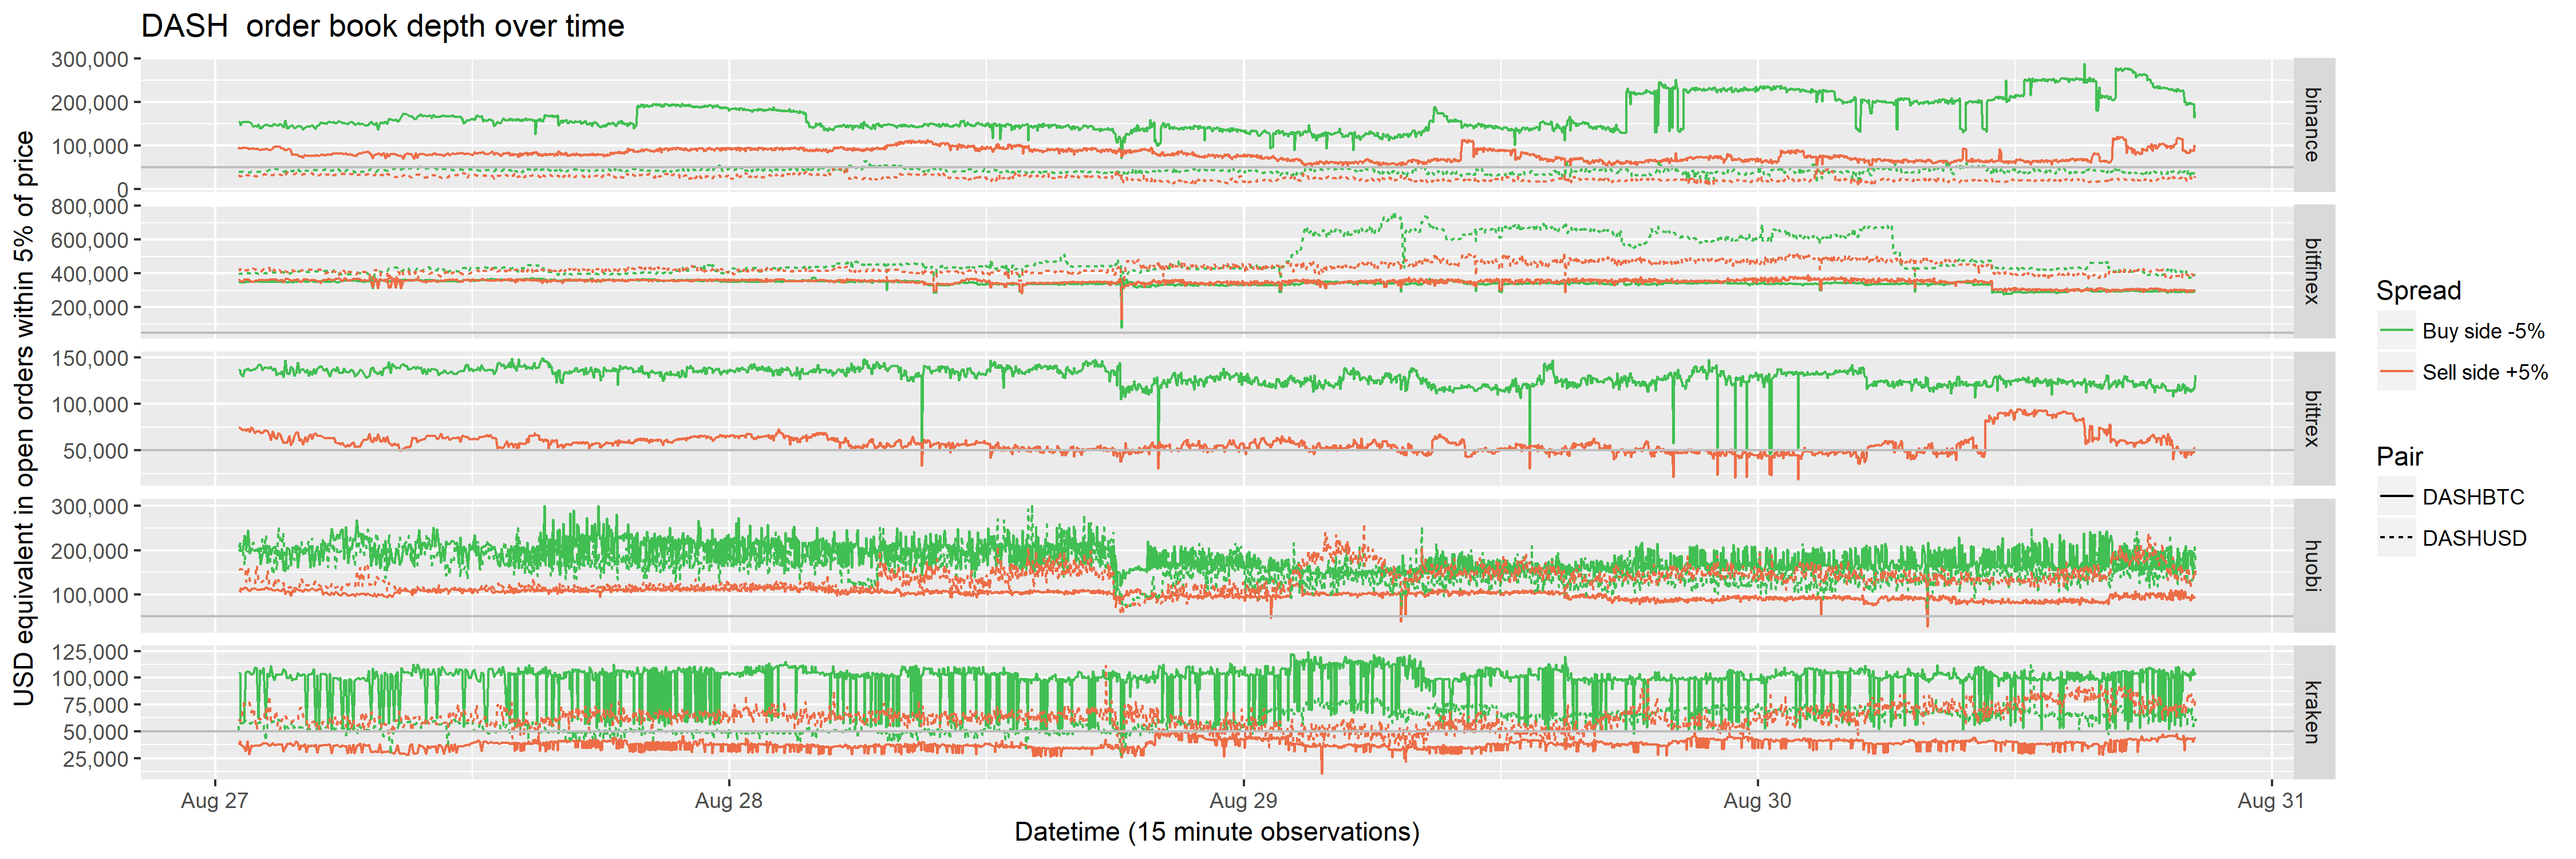 DASH  order book depth over time
USD equivalent in open orders within 5% of price
300,000
200,000
100,000
0
binance
800,000
600,000
400,000
200,000
bitfinex
150,000
100,000
50,000
bittrex
300,000
200,000
100,000
huobi
125,000
100,000
75,000
50,000
25,000
kraken
Aug 27
Aug 28
Aug 29
Aug 30
Aug 31
Datetime (15 minute observations)
Spread
Buy side -5%
Sell side +5%
Pair
DASHBTC
DASHUSD